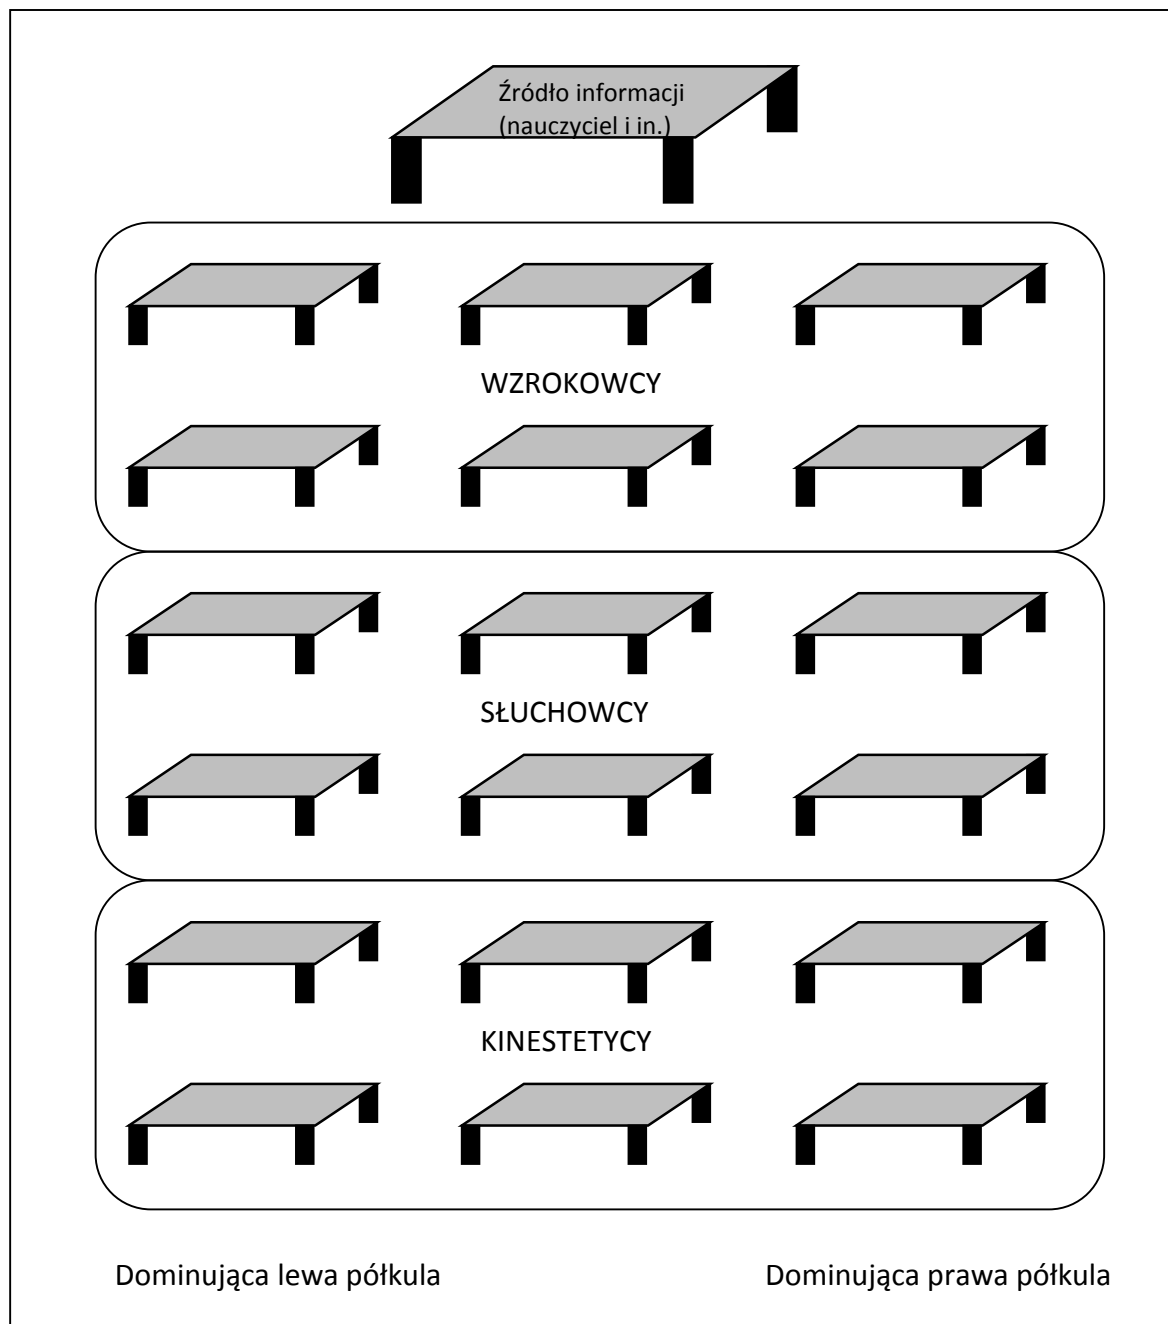 Źródło informacji
(nauczyciel i in.)
WZROKOWCY
SŁUCHOWCY
KINESTETYCY
Dominująca lewa półkula
Dominująca prawa półkula